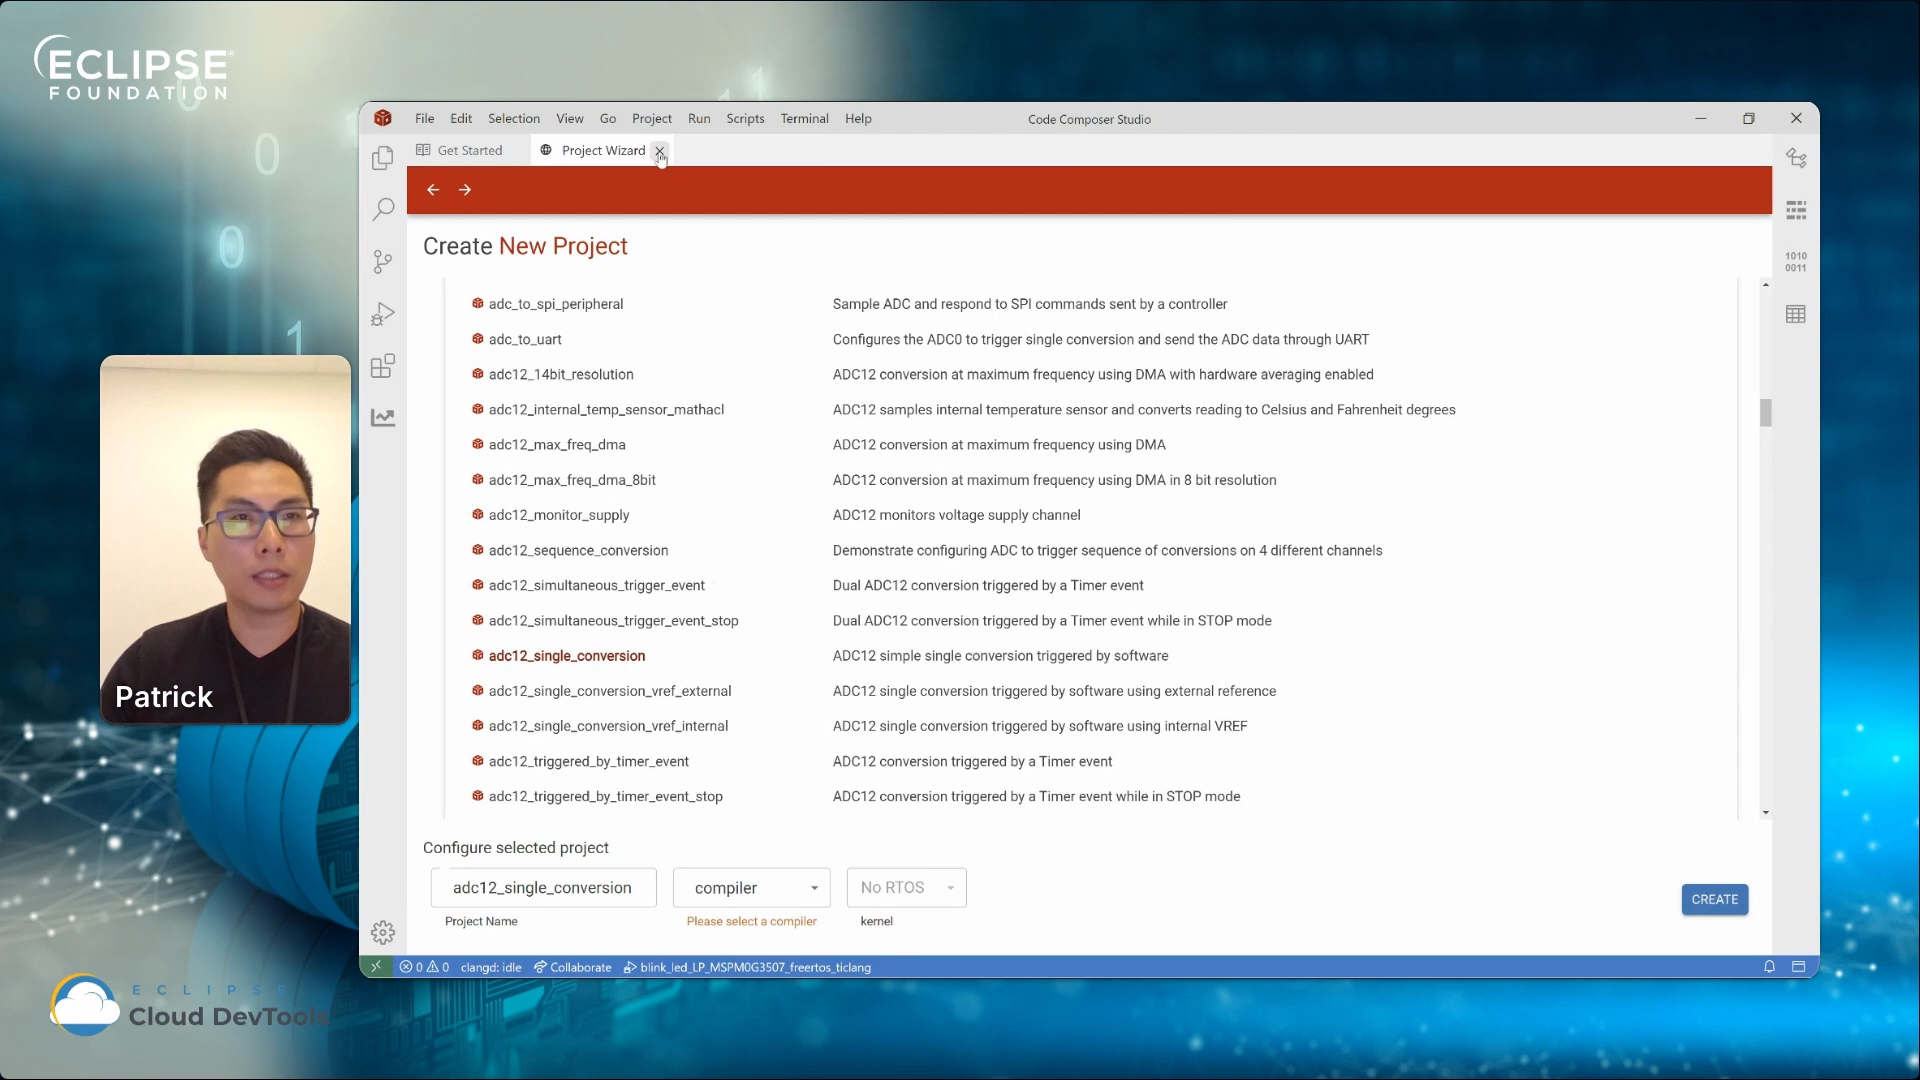 ECLIPSE
FOUNDATION
File Edit Selection View Go Project Run Scripts Terminal Help Code Composer Studio
Get Started Project Wizard
Create New Project
adc_to_spi_peripheral Sample ADC and respond to SPI commands sent by a controller
adc_to_uart Configures the ADC0 to trigger single conversion and send the ADC data through UART
adc12_14bit_resolution ADC12 conversion at maximum frequency using DMA with hardware averaging enabled
adc12_internal_temp_sensor_mathacl ADC12 samples internal temperature sensor and converts reading to Celsius and Fahrenheit degrees
adc12_max_freq_dma ADC12 conversion at maximum frequency using DMA
adc12_max_freq_dma_8bit ADC12 conversion at maximum frequency using DMA in 8 bit resolution
adc12_monitor_supply ADC12 monitors voltage supply channel
adc12_sequence_conversion Demonstrate configuring ADC to trigger sequence of conversions on 4 different channels
adc12_simultaneous_trigger_event Dual ADC12 conversion triggered by a Timer event
adc12_simultaneous_trigger_event_stop Dual ADC12 conversion triggered by a Timer event while in STOP mode
adc12_single_conversion ADC12 simple single conversion triggered by software
adc12_single_conversion_vref_external ADC12 single conversion triggered by software using external reference
adc12_single_conversion_vref_internal ADC12 single conversion triggered by software using internal VREF
adc12_triggered_by_timer_event ADC12 conversion triggered by a Timer event
adc12_triggered_by_timer_event_stop ADC12 conversion triggered by a Timer event while in STOP mode
Configure selected project
adc12_single_conversion compiler No RTOS
CREATE
Project Name Please select a compiler kernel
0 0 clangd: idle Collaborate blink_led_LP_MSPM0G3507_freertos_ticlang
1010
0011
Patrick
ECLIPSE
Cloud DevTools